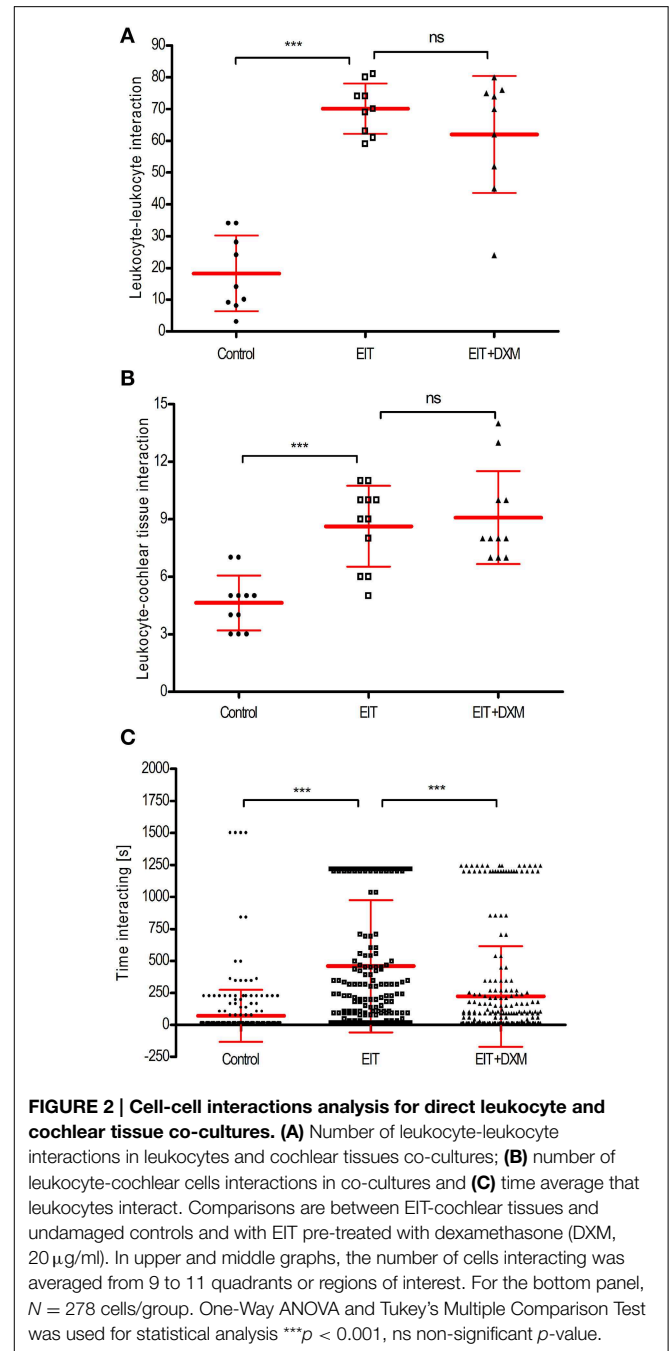 A
***
ns
Leukocyte-leukocyte interaction
90
80
70
60
50
40
30
20
10
0
Control
EIT
EIT+DXM
B
***
ns
Leukocyte-cochlear tissue interaction
15
12
9
6
3
0
Control
EIT
EIT+DXM
C
***
***
Time interacting [s]
2000
1750
1500
1250
1000
750
500
250
0
-250
Control
EIT
EIT+DXM
FIGURE 2 | Cell-cell interactions analysis for direct leukocyte and
cochlear tissue co-cultures. (A) Number of leukocyte-leukocyte
interactions in leukocytes and cochlear tissues co-cultures; (B) number
of leukocyte-cochlear cells interactions in co-cultures and (C) time average that
leukocytes interact. Comparisons are between EIT-cochlear tissues and
undamaged controls and with EIT pre-treated with dexamethasone (DXM,
20 μg/ml). In upper and middle graphs, the number of cells interacting was
averaged from 9 to 11 quadrants or regions of interest. For the bottom panel,
N = 278 cells/group. One-Way ANOVA and Tukey's Multiple Comparison Test
was used for statistical analysis ***p < 0.001, ns non-significant p-value.